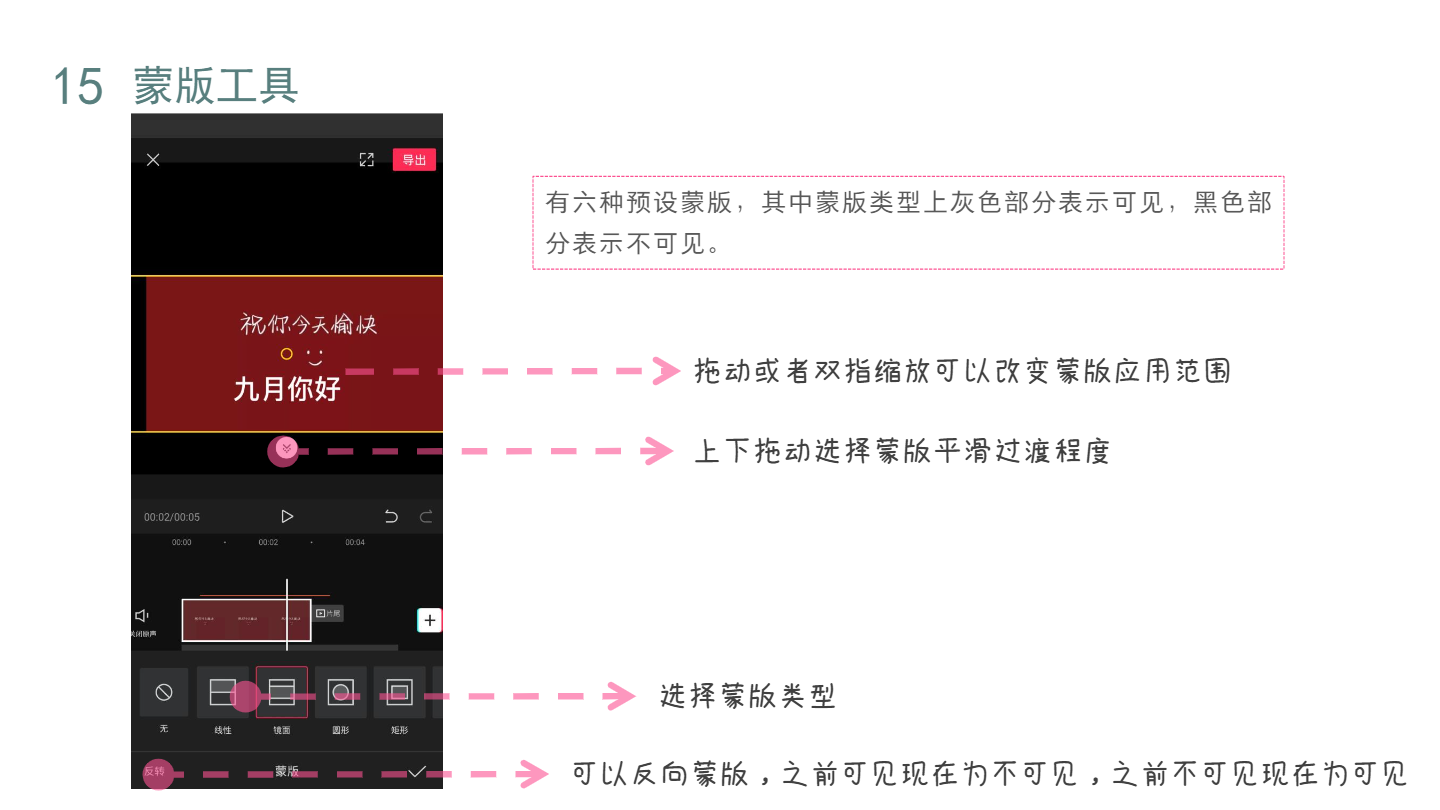 15 蒙版工具
导出
有六种预设蒙版，其中蒙版类型上灰色部分表示可见，黑色部
分表示不可见。
祝你今天愉快
九月你好
拖动或者双指缩放可以改变蒙版应用范围
上下拖动选择蒙版平滑过渡程度
00:02/00:05
00:00 · 00:02 · 00:04
片尾
关闭原声
选择蒙版类型
无 线性 镜面 圆形 矩形
反转 蒙版
可以反向蒙版，之前可见现在为不可见，之前不可见现在为可见